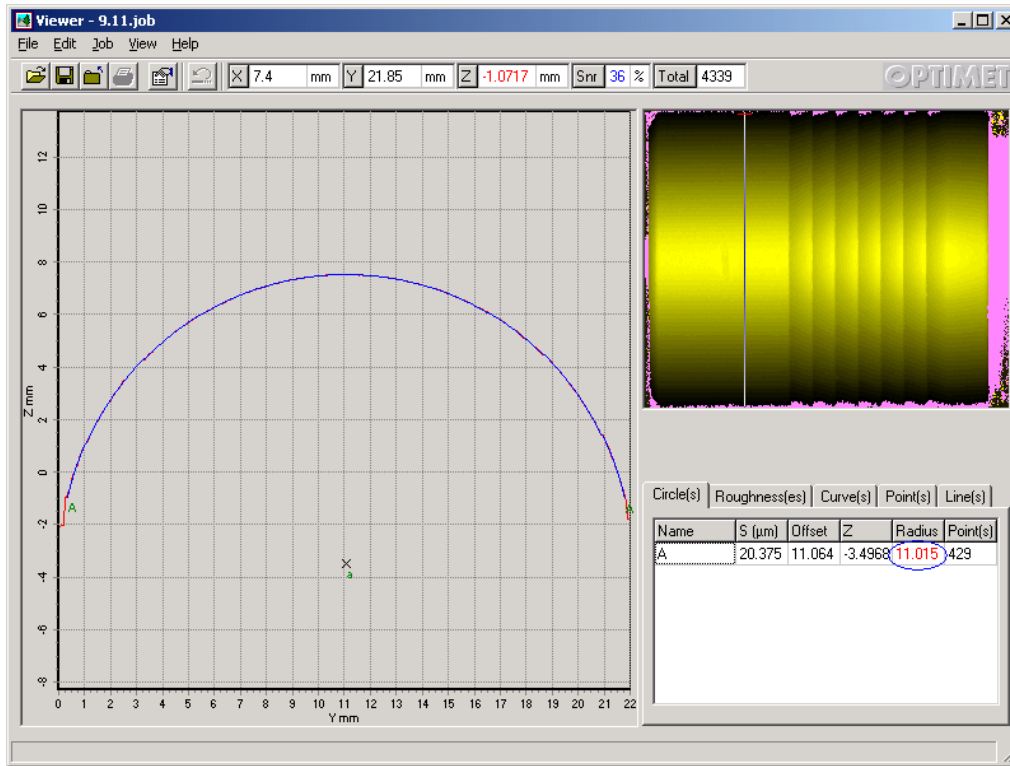 Viewer - 9.11.job
File Edit Job View Help
X 7.4 mm Y 21.85 mm Z -1.0717 mm Snr 36 % Total 4339
OPTIMET
12
10
8
6
4
2
0
-2
-4
-6
-8
Z mm
A
A
a
0 1 2 3 4 5 6 7 8 9 10 11 12 13 14 15 16 17 18 19 20 21 22
Y mm
Circle(s) Roughness(es) Curve(s) Point(s) Line(s)
Name S (µm) Offset Z Radius Point(s)
A 20.375 11.064 -3.4968 11.015 429